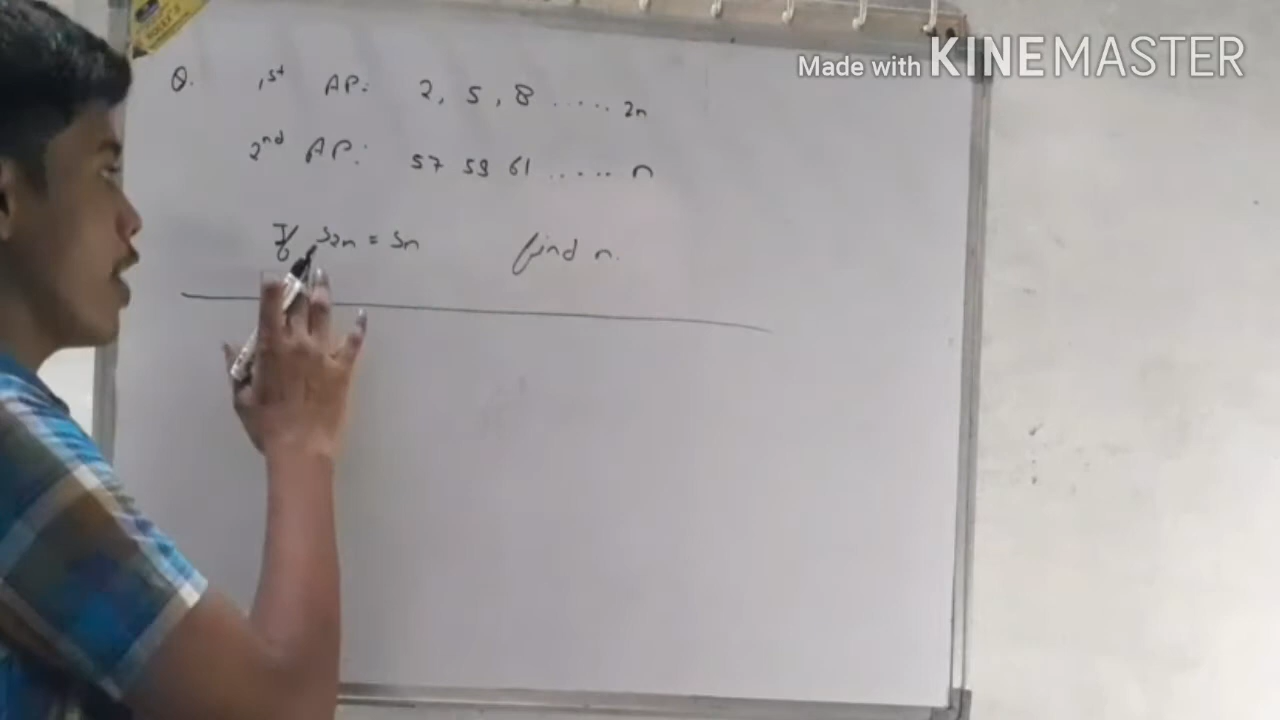 Made with KINEMASTER
Q. 1st AP: 2, 5, 8 ..... 2n
2nd AP: 57 59 61 ..... n
If S2n = Sn find n.